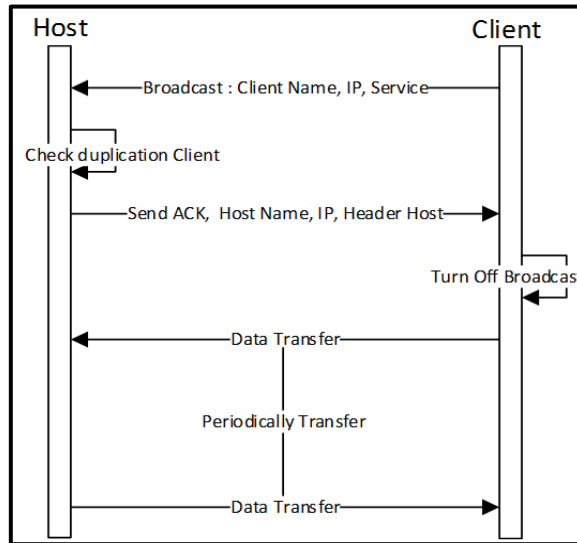 Host
Client
Broadcast : Client Name, IP, Service
Check duplication Client
Send ACK, Host Name, IP, Header Host
Turn Off Broadcast
Data Transfer
Periodically Transfer
Data Transfer